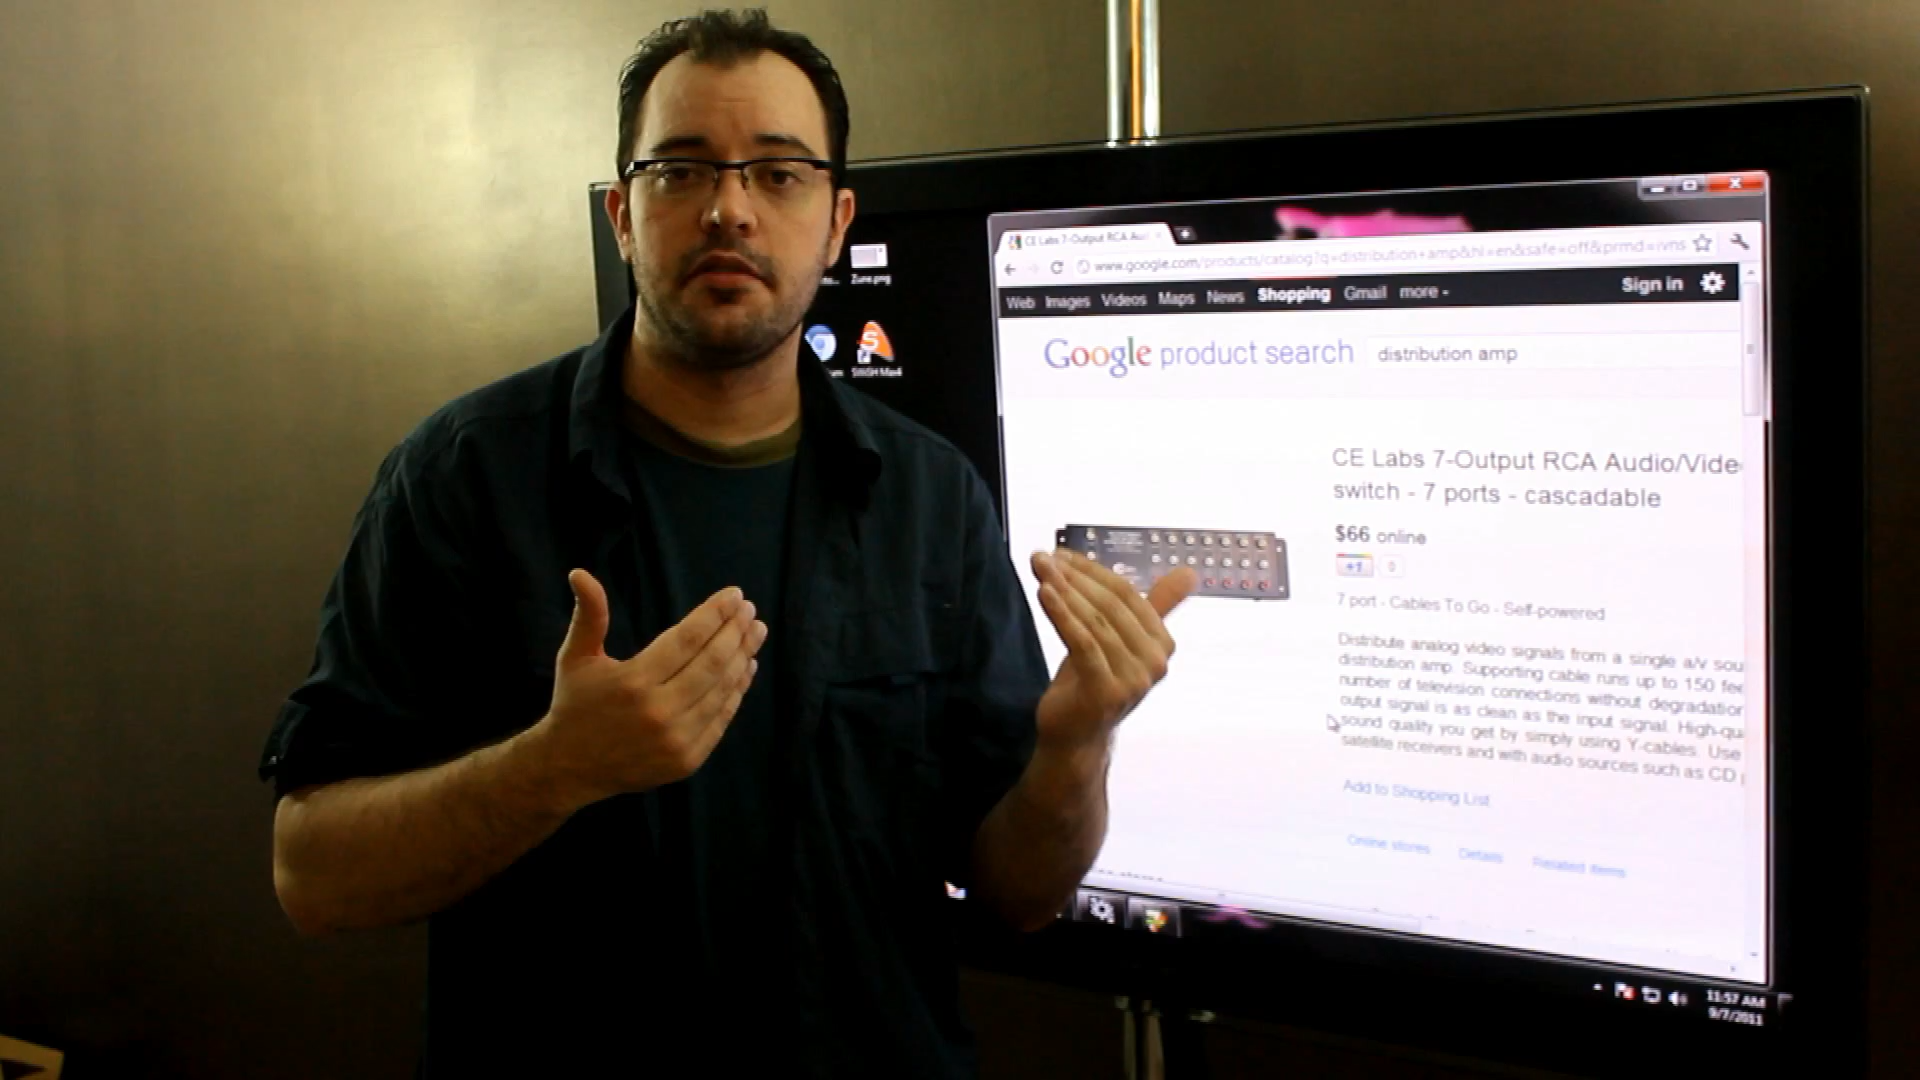 CE Labs 7-Output RCA Au
www.google.com/products/catalog?q=distribution+amp&hl=en&safe=off&prmd=ivns
Web Images Videos Maps News Shopping Gmail more
Sign in
Google product search
distribution amp
CE Labs 7-Output RCA Audio/Vide
switch - 7 ports - cascadable
$66 online
+1 0
7 port - Cables To Go - Self-powered
Distribute analog video signals from a single a/v sou
distribution amp. Supporting cable runs up to 150 fee
number of television connections without degradation
output signal is as clean as the input signal. High-qu
sound quality you get by simply using Y-cables. Use
satellite receivers and with audio sources such as CD
Add to Shopping List
Online stores Details Related items
Zune.png
S
SWiSH Max4
11:57 AM
9/7/2011